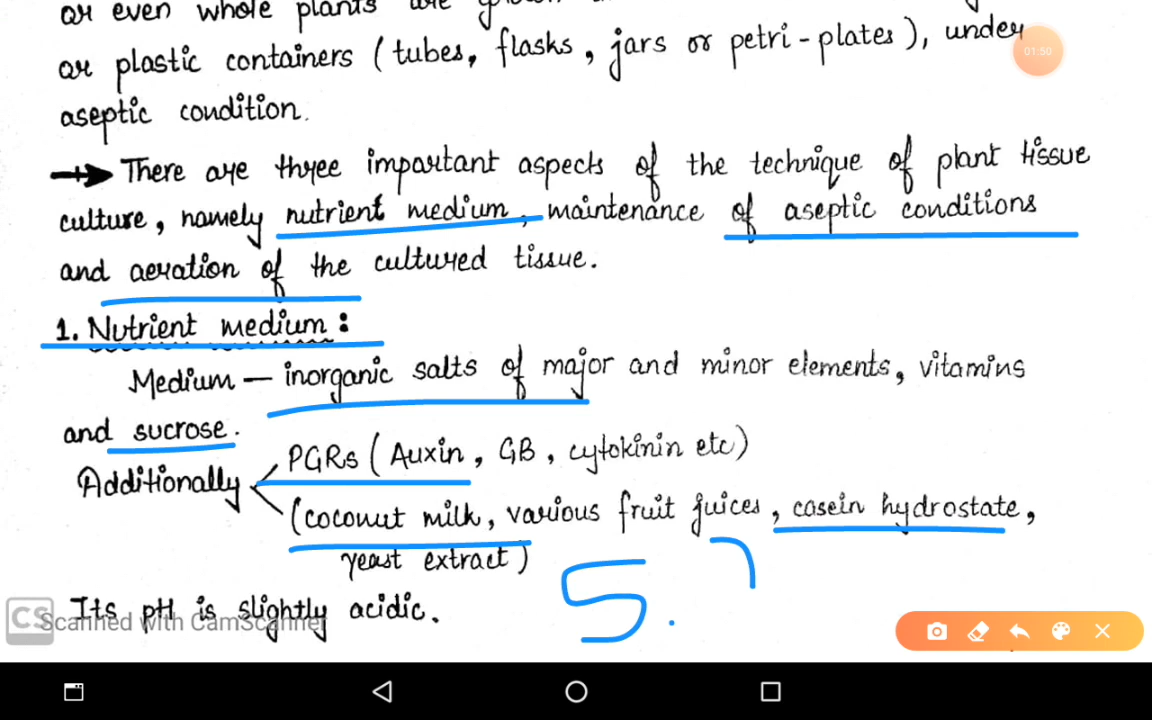 or even whole plants are
or plastic containers (tubes, flasks, jars or petri-plates), under
01:50
aseptic condition.
There are three important aspects of the technique of plant tissue
culture, namely nutrient medium, maintenance of aseptic conditions
and aeration of the cultured tissue.
1. Nutrient medium:
Medium — inorganic salts of major and minor elements, vitamins
and sucrose.
PGRs (Auxin, GB, cytokinin etc)
Additionally
(coconut milk, various fruit juices, casein hydrostate,
yeast extract)
5.
Its pH is slightly acidic.
CS Scanned with CamScanner